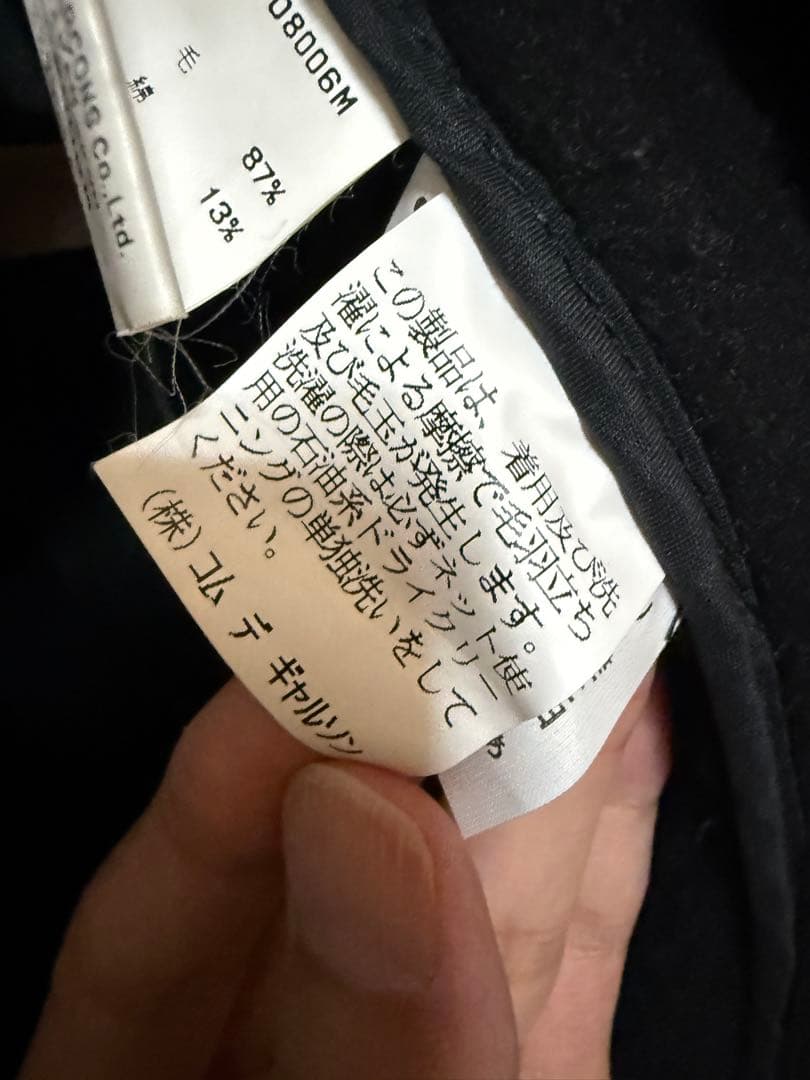 08006M
毛 87%
綿 13%
CONG Co.,Ltd.
この製品は、着用及び洗
濯による摩擦で毛羽立ち
及び毛玉が発生します。
洗濯の際は必ずネット使
用の石油系ドライクリー
ニングの単独洗いをして
ください。
(株)コム デ ギャルソン